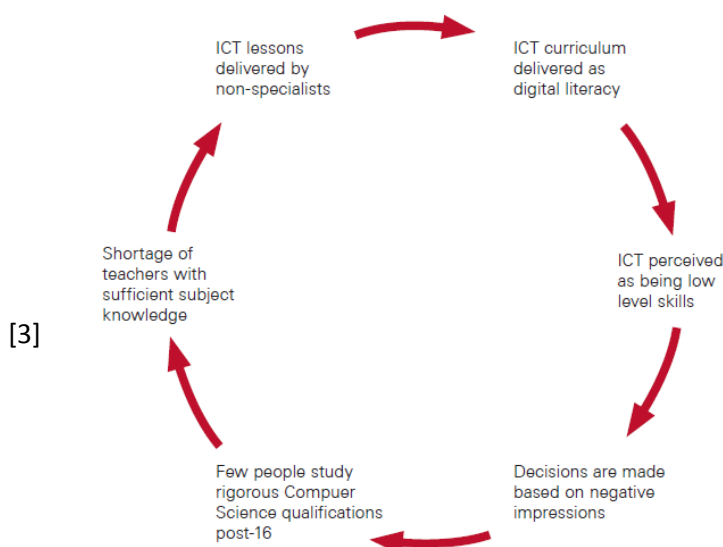 ICT lessons
delivered by
non-specialists
ICT curriculum
delivered as
digital literacy
ICT perceived
as being low
level skills
Decisions are made
based on negative
impressions
Few people study
rigorous Compuer
Science qualifications
post-16
Shortage of
teachers with
sufficient subject
knowledge
[3]